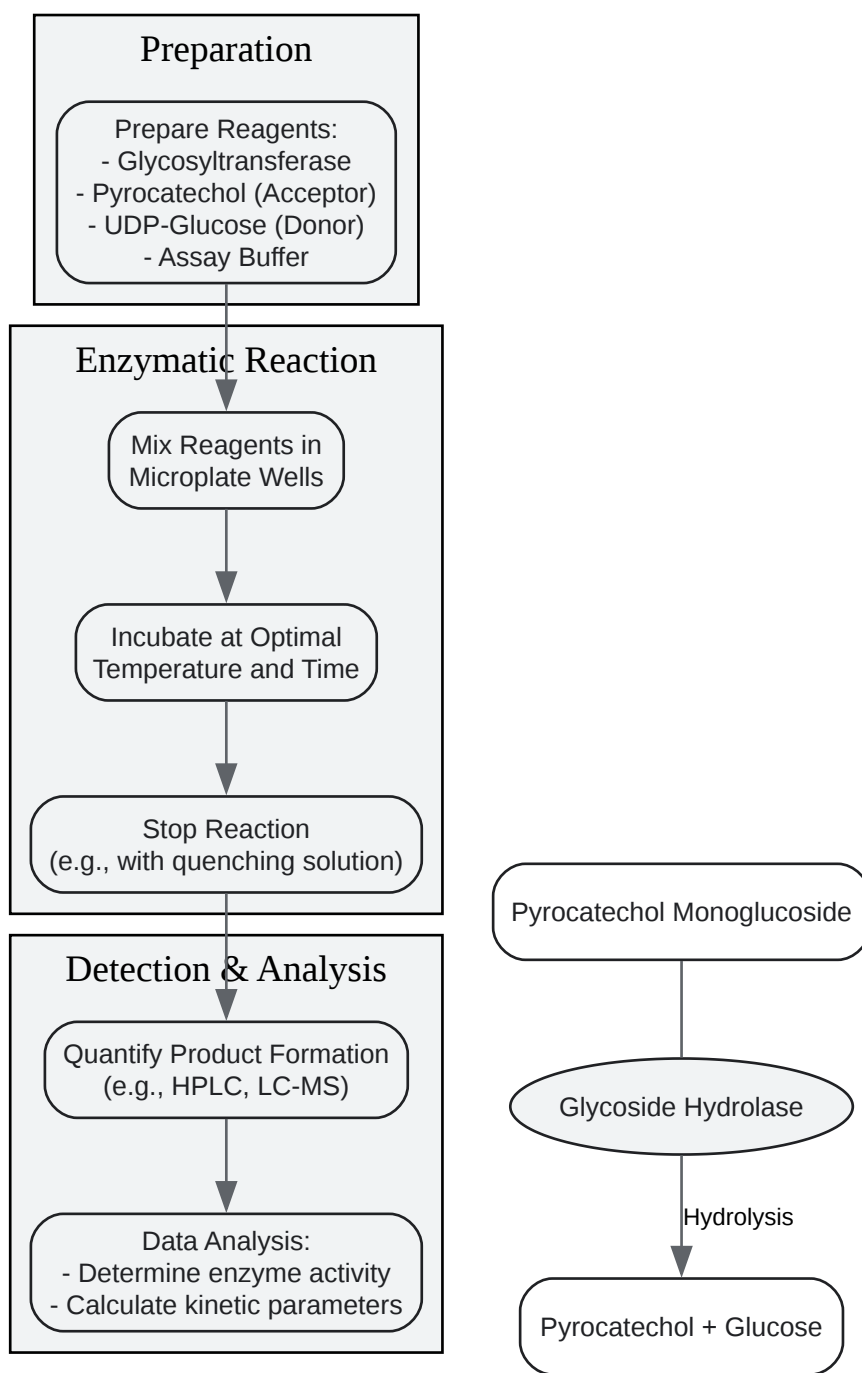 Preparation
Prepare Reagents:
- Glycosyltransferase
- Pyrocatechol (Acceptor)
- UDP-Glucose (Donor)
- Assay Buffer
Enzymatic Reaction
Mix Reagents in
Microplate Wells
Incubate at Optimal
Temperature and Time
Stop Reaction
(e.g., with quenching solution)
Detection & Analysis
Quantify Product Formation
(e.g., HPLC, LC-MS)
Data Analysis:
- Determine enzyme activity
- Calculate kinetic parameters
Pyrocatechol Monoglucoside
Glycoside Hydrolase
Hydrolysis
Pyrocatechol + Glucose